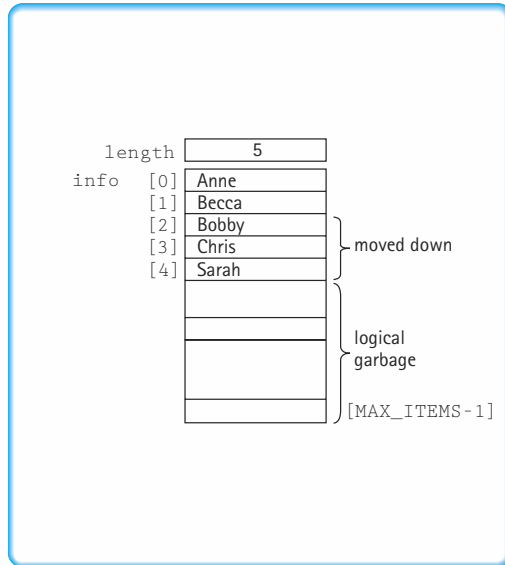 length 5
info [0] Anne
[1] Becca
[2] Bobby
[3] Chris moved down
[4] Sarah
logical
garbage
[MAX_ITEMS-1]